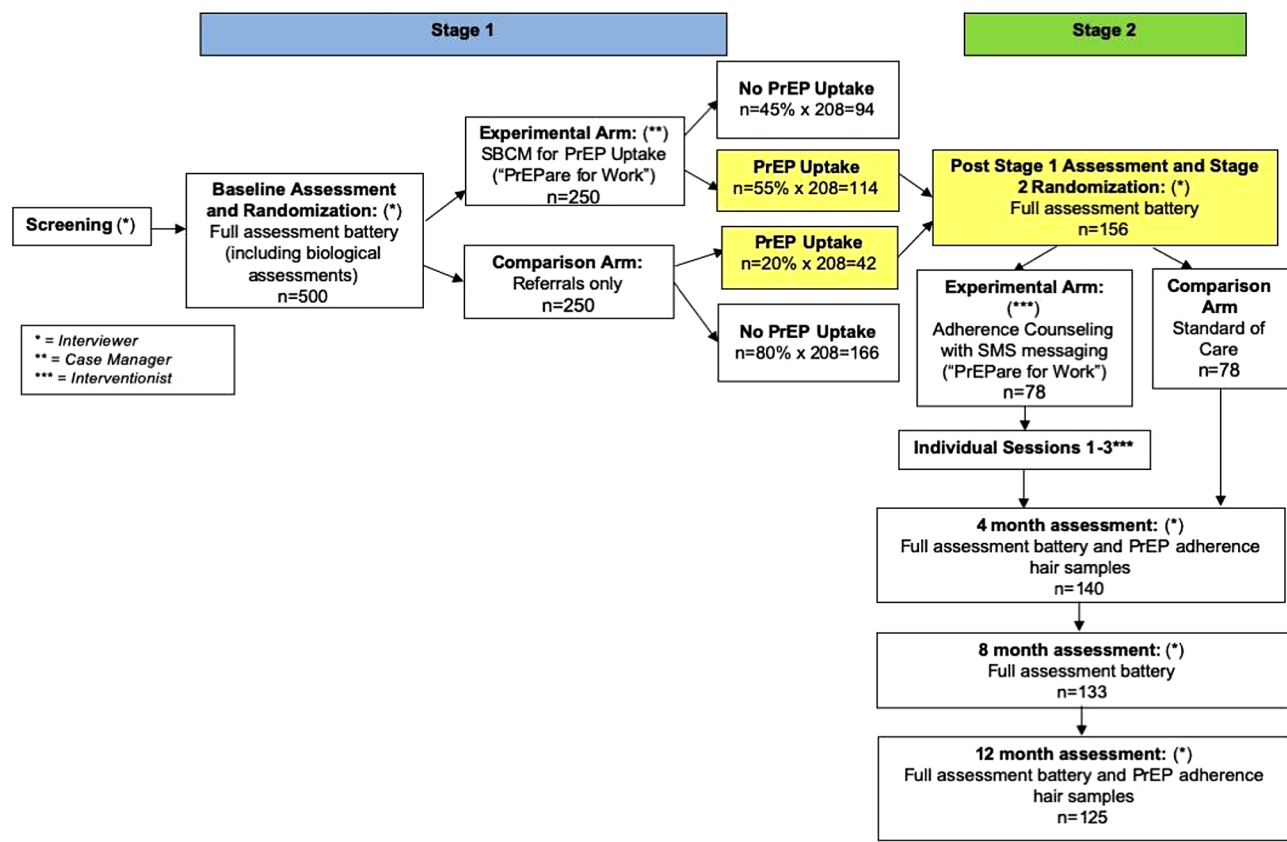 Stage 1
Stage 2
Screening (*)
Baseline Assessment
and Randomization: (*)
Full assessment battery
(including biological
assessments)
n=500
* = Interviewer
** = Case Manager
*** = Interventionist
Experimental Arm: (**)
SBCM for PrEP Uptake
("PrEPare for Work")
n=250
Comparison Arm:
Referrals only
n=250
No PrEP Uptake
n=45% x 208=94
PrEP Uptake
n=55% x 208=114
PrEP Uptake
n=20% x 208=42
No PrEP Uptake
n=80% x 208=166
Post Stage 1 Assessment and Stage
2 Randomization: (*)
Full assessment battery
n=156
Experimental Arm:
(***)
Adherence Counseling
with SMS messaging
("PrEPare for Work")
n=78
Comparison
Arm
Standard of
Care
n=78
Individual Sessions 1-3***
4 month assessment: (*)
Full assessment battery and PrEP adherence
hair samples
n=140
8 month assessment: (*)
Full assessment battery
n=133
12 month assessment: (*)
Full assessment battery and PrEP adherence
hair samples
n=125